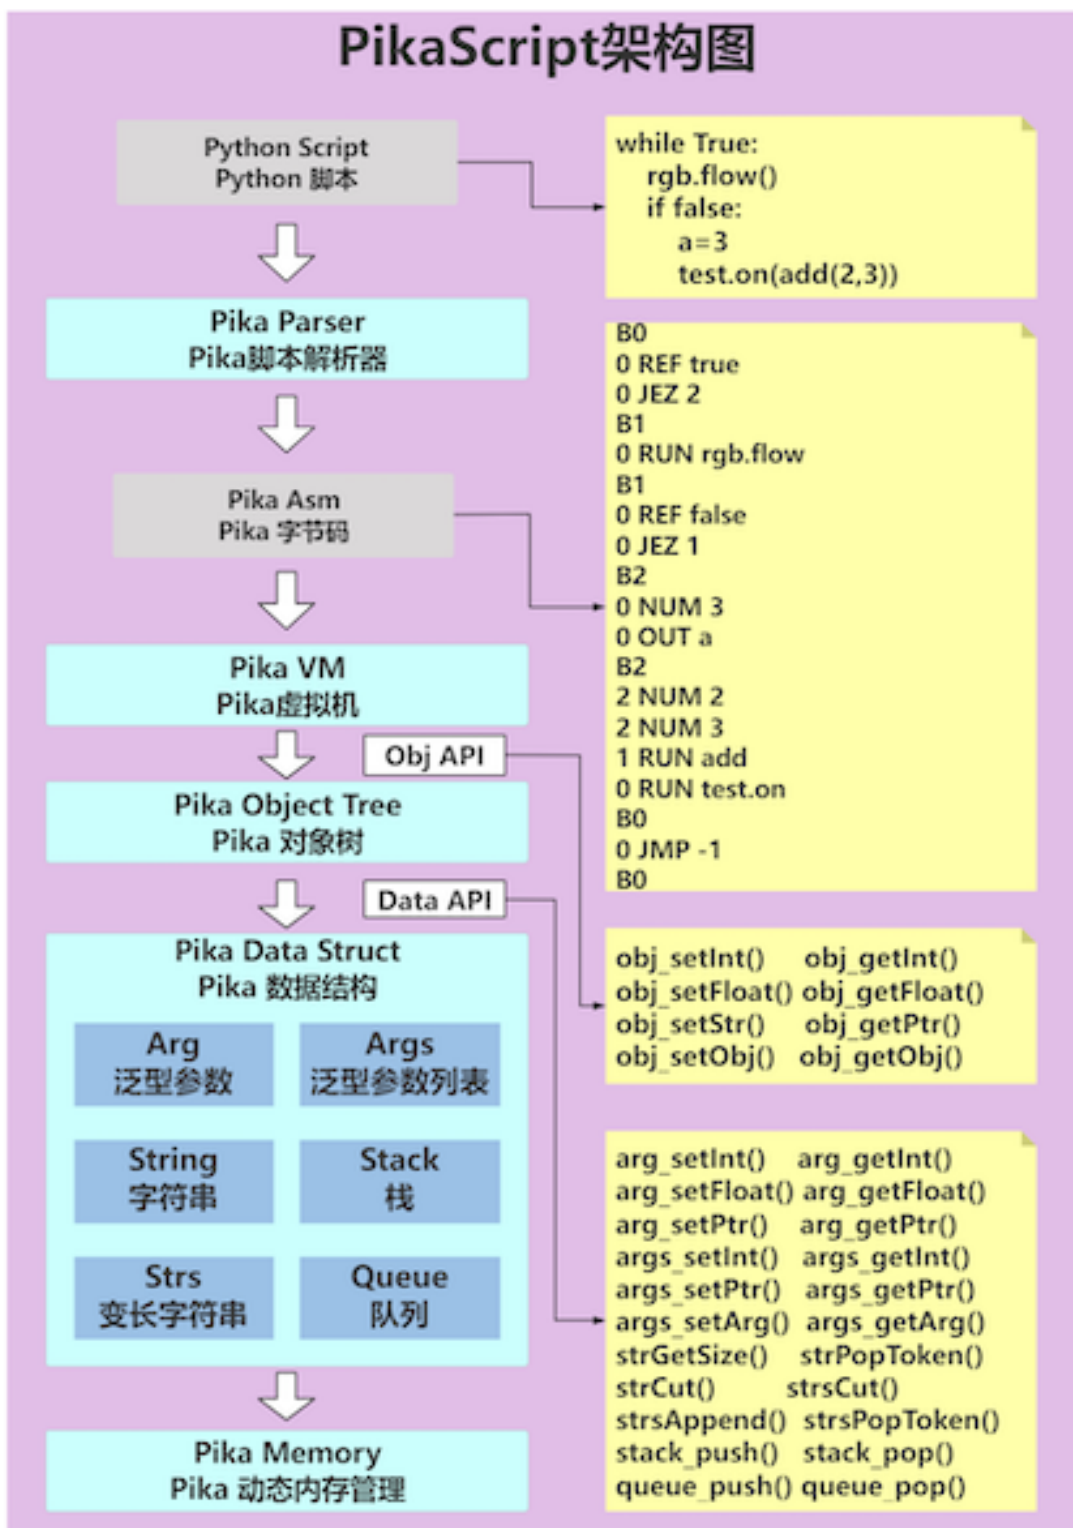 PikaScript架构图
Python Script
Python 脚本
while True:
rgb.flow()
if false:
a=3
test.on(add(2,3))
Pika Parser
Pika脚本解析器
Pika Asm
Pika 字节码
B0
0 REF true
0 JEZ 2
B1
0 RUN rgb.flow
B1
0 REF false
0 JEZ 1
B2
0 NUM 3
0 OUT a
B2
2 NUM 2
2 NUM 3
1 RUN add
0 RUN test.on
B0
0 JMP -1
B0
Pika VM
Pika虚拟机
Obj API
Pika Object Tree
Pika 对象树
Data API
Pika Data Struct
Pika 数据结构
Arg
泛型参数
Args
泛型参数列表
String
字符串
Stack
栈
Strs
变长字符串
Queue
队列
Pika Memory
Pika 动态内存管理
obj_setInt() obj_getInt()
obj_setFloat() obj_getFloat()
obj_setStr() obj_getPtr()
obj_setObj() obj_getObj()
arg_setInt() arg_getInt()
arg_setFloat() arg_getFloat()
arg_setPtr() arg_getPtr()
args_setInt() args_getInt()
args_setPtr() args_getPtr()
args_setArg() args_getArg()
strGetSize() strPopToken()
strCut() strsCut()
strsAppend() strsPopToken()
stack_push() stack_pop()
queue_push() queue_pop()